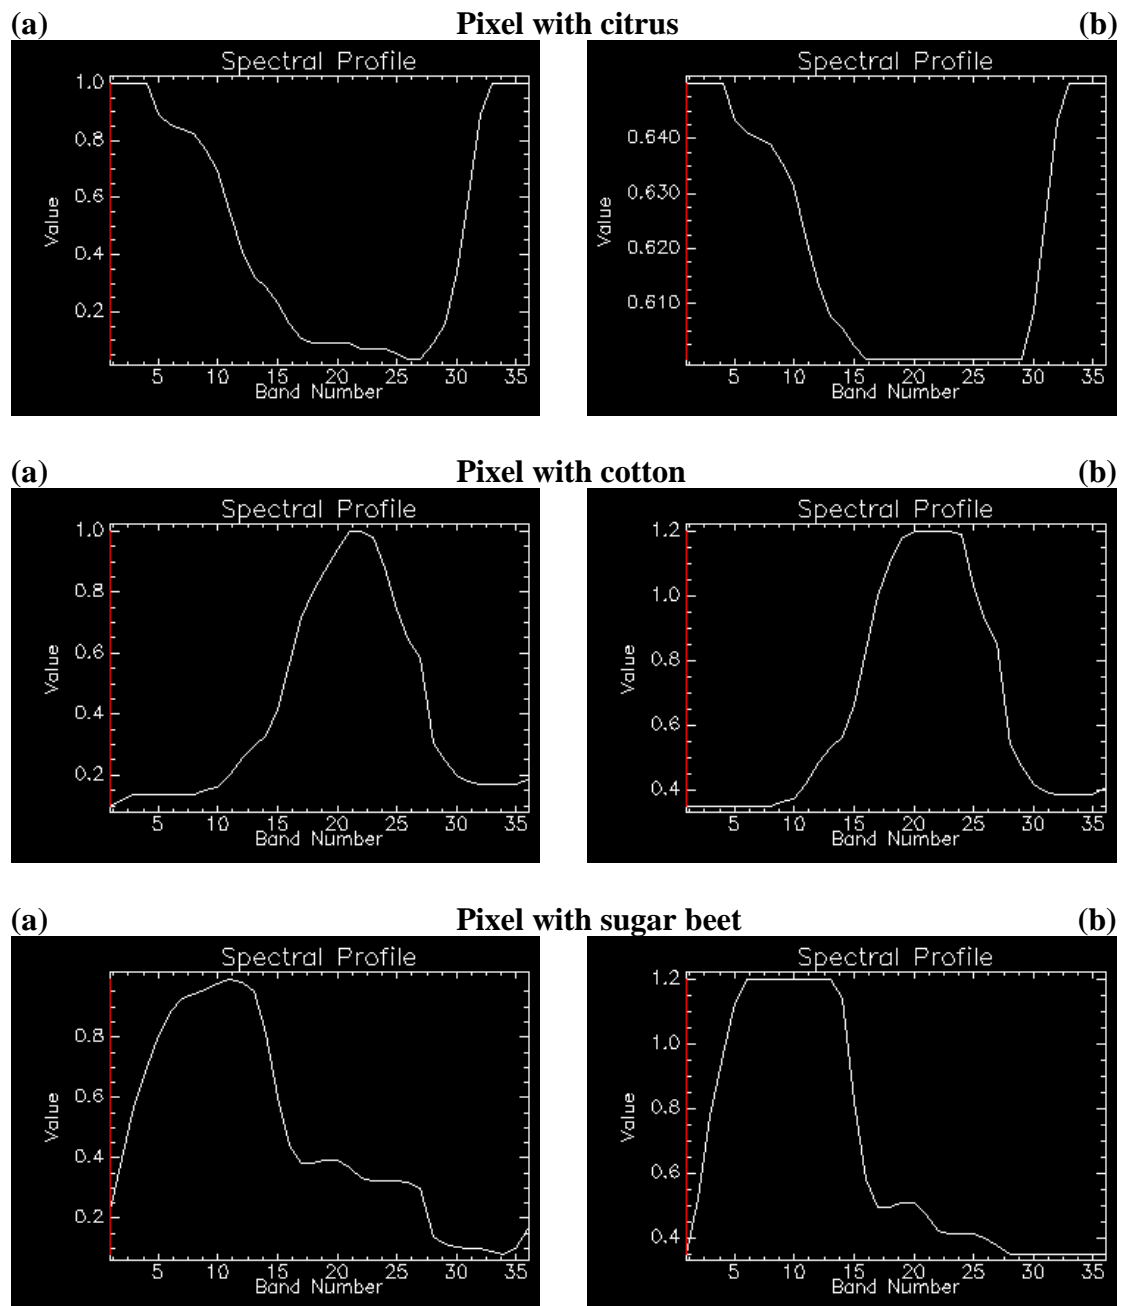 (a) Pixel with citrus (b)
Spectral Profile
Value
1.0
0.8
0.6
0.4
0.2
5 10 15 20 25 30 35
Band Number
Spectral Profile
Value
0.640
0.630
0.620
0.610
5 10 15 20 25 30 35
Band Number
(a) Pixel with cotton (b)
Spectral Profile
Value
1.0
0.8
0.6
0.4
0.2
5 10 15 20 25 30 35
Band Number
Spectral Profile
Value
1.2
1.0
0.8
0.6
0.4
5 10 15 20 25 30 35
Band Number
(a) Pixel with sugar beet (b)
Spectral Profile
Value
0.8
0.6
0.4
0.2
5 10 15 20 25 30 35
Band Number
Spectral Profile
Value
1.2
1.0
0.8
0.6
0.4
5 10 15 20 25 30 35
Band Number